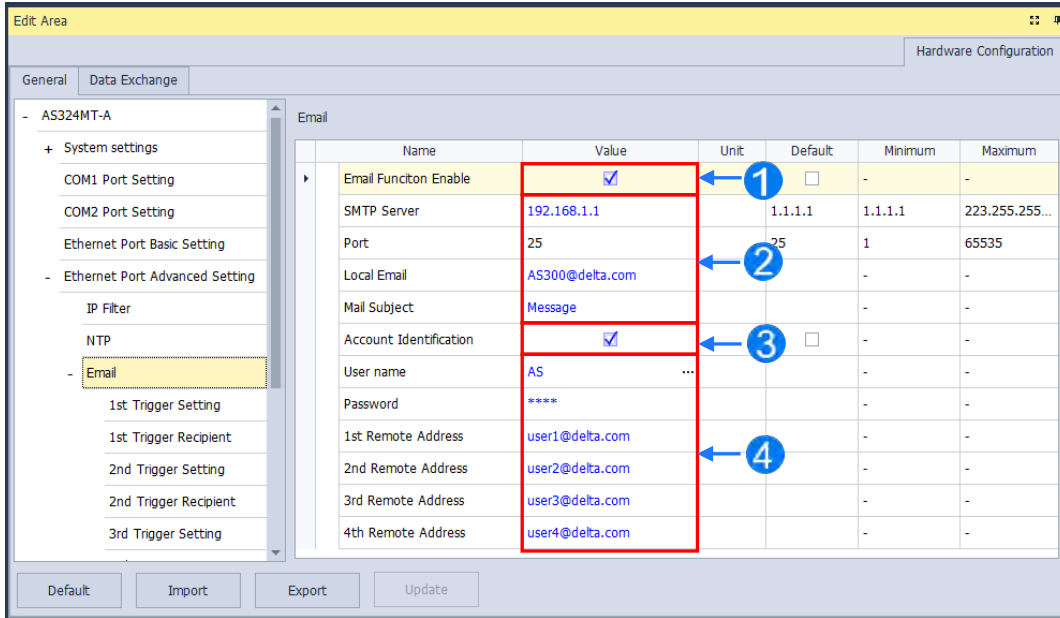 Edit Area
Hardware Configuration
General Data Exchange
- AS324MT-A
+ System settings
COM1 Port Setting
COM2 Port Setting
Ethernet Port Basic Setting
- Ethernet Port Advanced Setting
IP Filter
NTP
- Email
1st Trigger Setting
1st Trigger Recipient
2nd Trigger Setting
2nd Trigger Recipient
3rd Trigger Setting
Email
Name Value Unit Default Minimum Maximum
Email Funciton Enable 1 - -
SMTP Server 192.168.1.1 1.1.1.1 1.1.1.1 223.255.255...
Port 25 25 1 65535
2
Local Email AS300@delta.com - -
Mail Subject Message - -
Account Identification 3 - -
User name AS ... - -
Password **** - -
1st Remote Address user1@delta.com - -
4
2nd Remote Address user2@delta.com - -
3rd Remote Address user3@delta.com - -
4th Remote Address user4@delta.com - -
Default Import Export Update